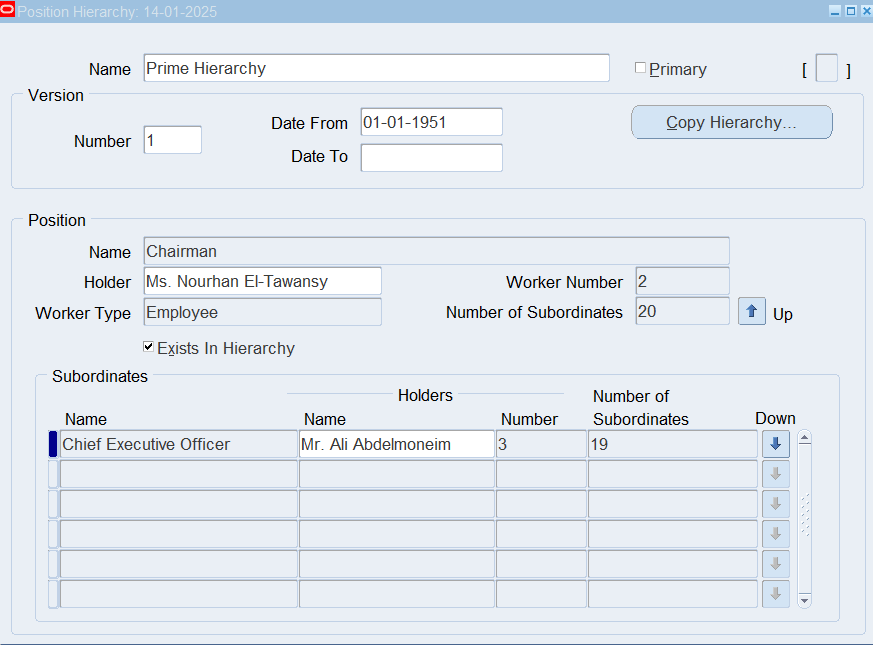 Position Hierarchy: 14-01-2025
Name Prime Hierarchy Primary [ ]
Version
Number 1 Date From 01-01-1951 Copy Hierarchy...
Date To
Position
Name Chairman
Holder Ms. Nourhan El-Tawansy Worker Number 2
Worker Type Employee Number of Subordinates 20 Up
Exists In Hierarchy
Subordinates
Holders Number of
Name Name Number Subordinates Down
Chief Executive Officer Mr. Ali Abdelmoneim 3 19